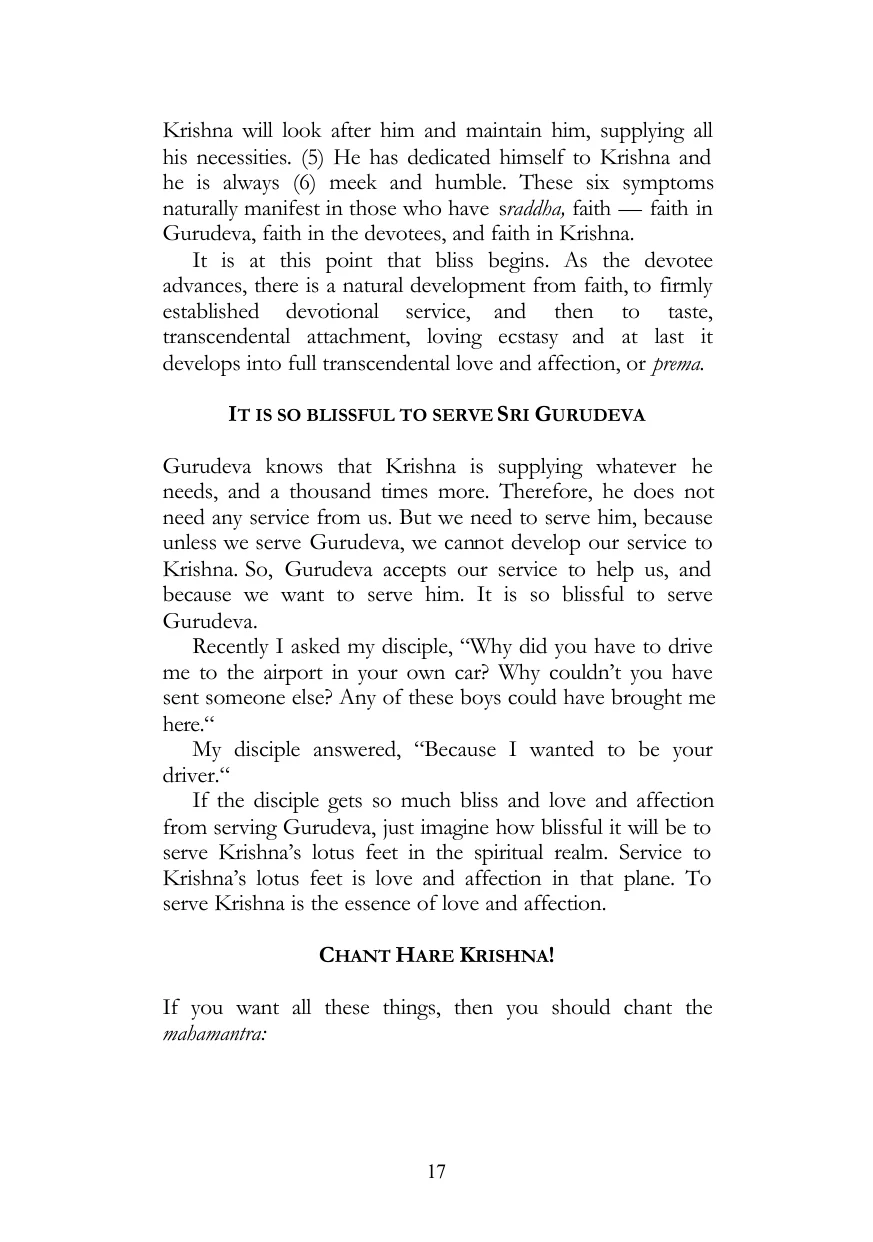 Krishna will look after him and maintain him, supplying all
his necessities. (5) He has dedicated himself to Krishna and
he is always (6) meek and humble. These six symptoms
naturally manifest in those who have sraddha, faith — faith in
Gurudeva, faith in the devotees, and faith in Krishna.
It is at this point that bliss begins. As the devotee
advances, there is a natural development from faith, to firmly
established devotional service, and then to taste,
transcendental attachment, loving ecstasy and at last it
develops into full transcendental love and affection, or prema.
IT IS SO BLISSFUL TO SERVE SRI GURUDEVA
Gurudeva knows that Krishna is supplying whatever he
needs, and a thousand times more. Therefore, he does not
need any service from us. But we need to serve him, because
unless we serve Gurudeva, we cannot develop our service to
Krishna. So, Gurudeva accepts our service to help us, and
because we want to serve him. It is so blissful to serve
Gurudeva.
Recently I asked my disciple, “Why did you have to drive
me to the airport in your own car? Why couldn’t you have
sent someone else? Any of these boys could have brought me
here.“
My disciple answered, “Because I wanted to be your
driver.“
If the disciple gets so much bliss and love and affection
from serving Gurudeva, just imagine how blissful it will be to
serve Krishna’s lotus feet in the spiritual realm. Service to
Krishna’s lotus feet is love and affection in that plane. To
serve Krishna is the essence of love and affection.
CHANT HARE KRISHNA!
If you want all these things, then you should chant the
mahamantra:
17